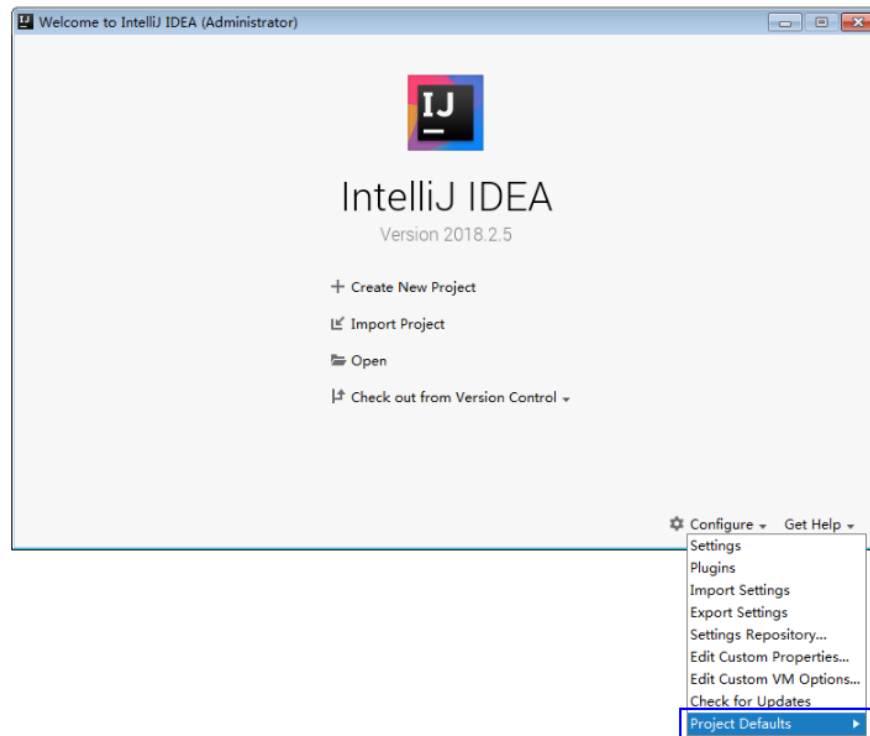 Welcome to IntelliJ IDEA (Administrator)
IJ
IntelliJ IDEA
Version 2018.2.5
Create New Project
Import Project
Open
Check out from Version Control
Configure Get Help
Settings
Plugins
Import Settings
Export Settings
Settings Repository...
Edit Custom Properties...
Edit Custom VM Options...
Check for Updates
Project Defaults